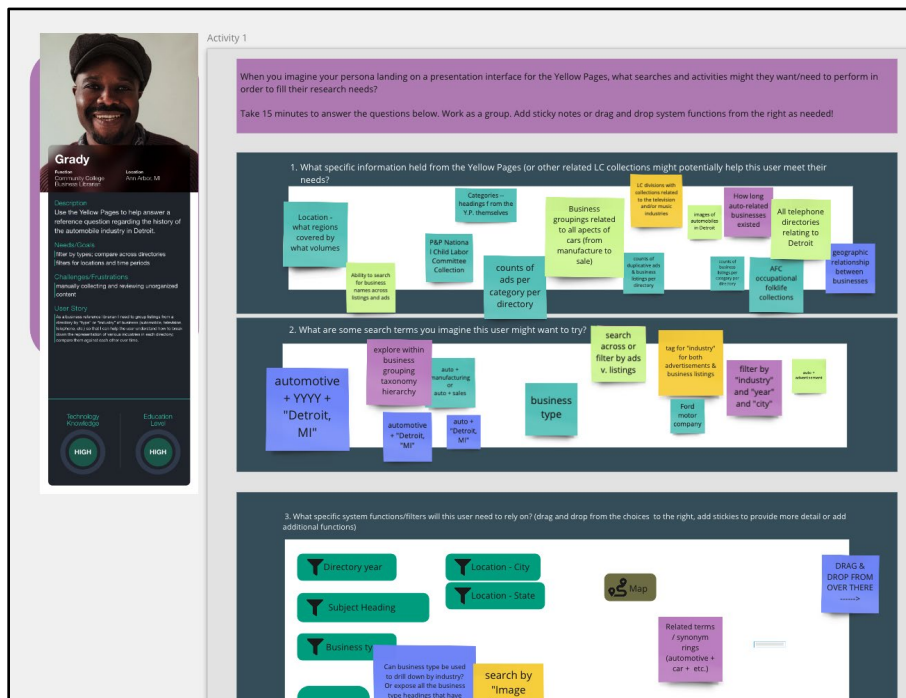 Activity 1
Grady
Function
Community College
Business Librarian
Location
Ann Arbor, MI
Description
Use the Yellow Pages to help answer a
reference question regarding the history of
the automobile industry in Detroit.
Needs/Goals
filter by types; compare across directories
filters for locations and time periods
Challenges/Frustrations
manually collecting and reviewing unorganized
content
User Story
Technology
Knowledge
HIGH
Education
Level
HIGH
When you imagine your persona landing on a presentation interface for the Yellow Pages, what searches and activities might they want/need to perform in
order to fill their research needs?
Take 15 minutes to answer the questions below. Work as a group. Add sticky notes or drag and drop system functions from the right as needed!
1. What specific information held from the Yellow Pages (or other related LC collections might potentially help this user meet their
needs?
Location -
what regions
covered by
what volumes
Ability to search
for business
names across
listings and ads
Categories --
headings from the
Y.P. themselves
P&P Nationa
l Child Labor
Committee
Collection
counts of
ads per
category per
directory
Business
groupings related
to all apects of
cars (from
manufacture to
sale)
LC divisions with
collections related
to the television
and/or music
industries
counts of
duplicative ads
& business
listings per
directory
images of
automobiles
in Detroit
counts of
business
listings per
category per
directory
How long
auto-related
businesses
existed
AFC
occupational
folklife
collections
All telephone
directories
relating to
Detroit
geographic
relationship
between
businesses
2. What are some search terms you imagine this user might want to try?
automotive
+ YYYY +
"Detroit,
MI"
explore within
business
grouping
taxonomy
hierarchy
automotive
+ "Detroit,
"MI"
auto +
manufacturing
or
auto + sales
auto +
"Detroit,
MI"
business
type
search
across or
filter by ads
v. listings
tag for "industry"
for both
advertisements &
business listings
Ford
motor
company
filter by
"industry"
and "year"
and "city"
auto +
advertisement
3. What specific system functions/filters will this user need to rely on? (drag and drop from the choices to the right, add stickies to provide more detail or add
additional functions)
Directory year
Subject Heading
Business ty
Location - City
Location - State
Map
Can business type be used
to drill down by industry?
Or expose all the business
type headings that have
search by
"Image
Related terms
/ synonym
rings
(automotive +
car + etc.)
DRAG &
DROP FROM
OVER THERE
----->